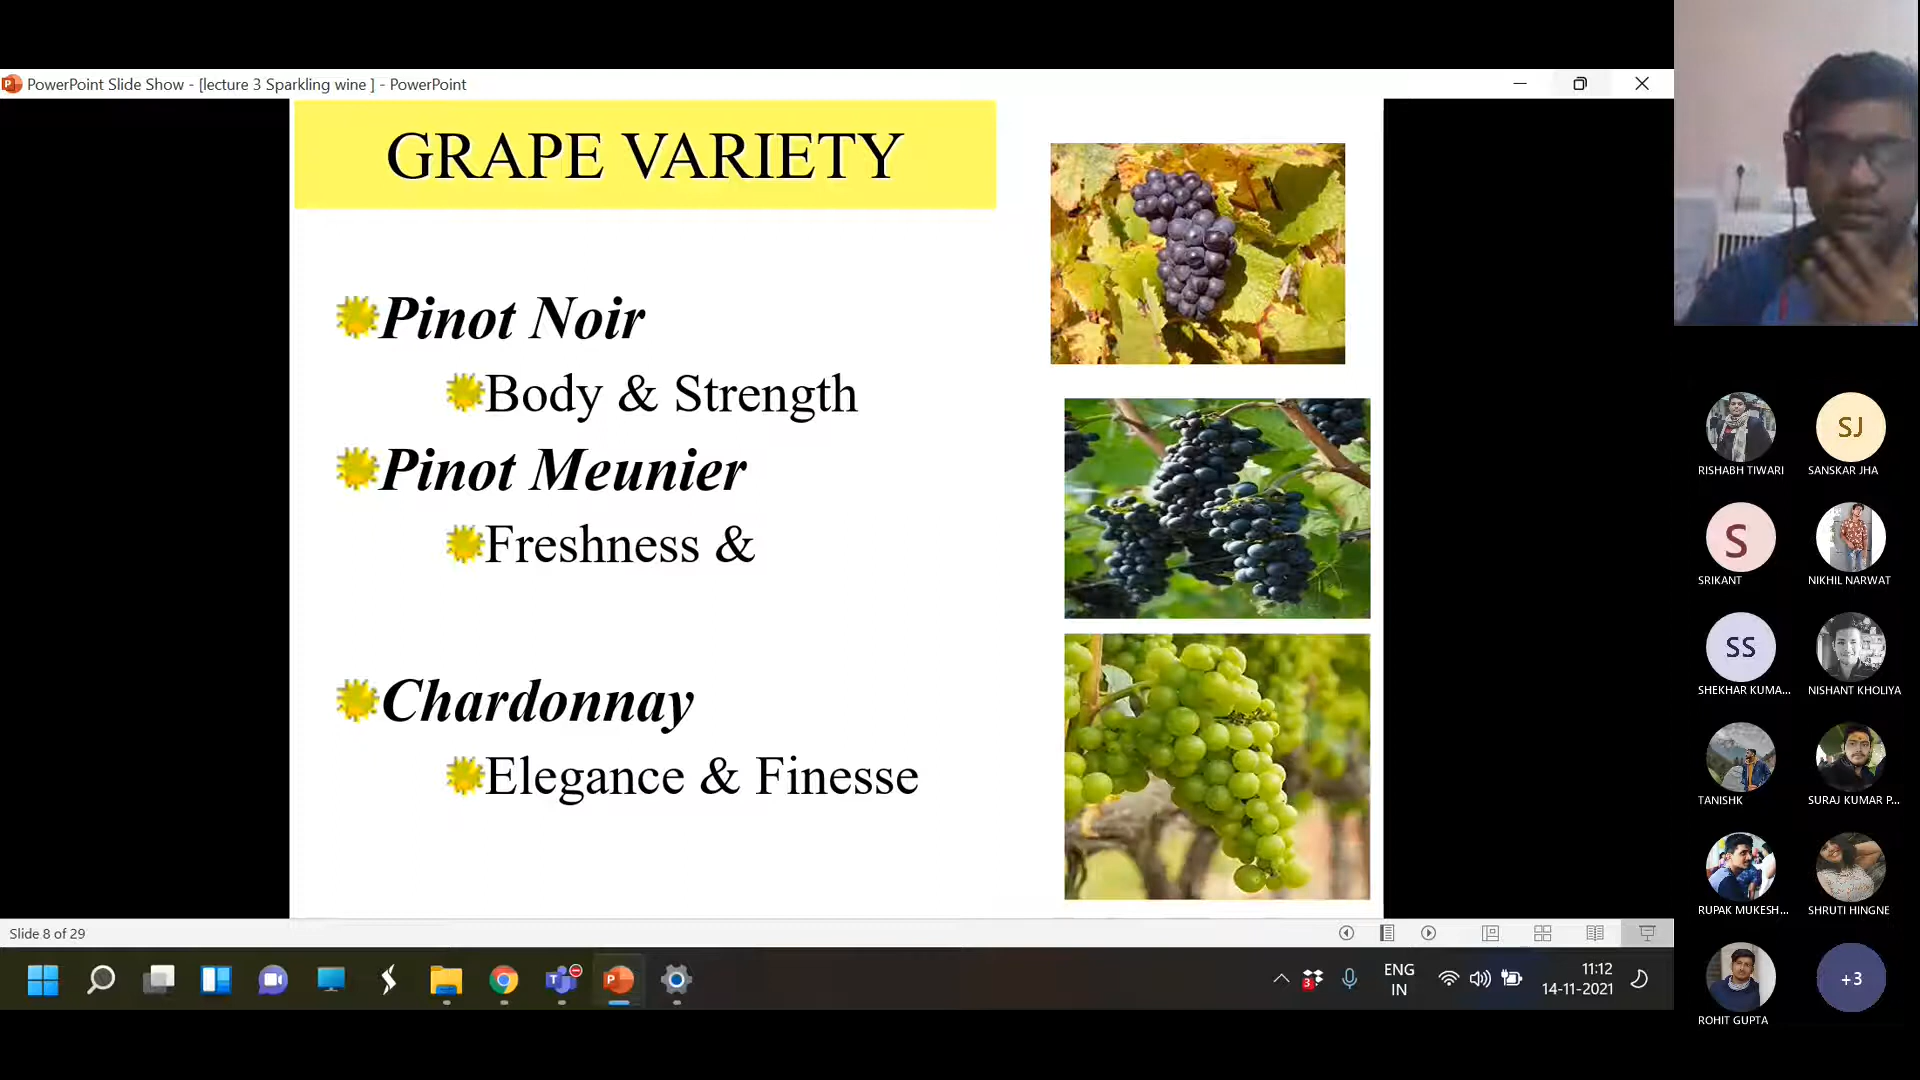 PowerPoint Slide Show - [lecture 3 Sparkling wine ] - PowerPoint
GRAPE VARIETY
Pinot Noir
Body & Strength
Pinot Meunier
Freshness &
Chardonnay
Elegance & Finesse
Slide 8 of 29
3
ENG
IN
11:12
14-11-2021
RISHABH TIWARI
SJ
SANSKAR JHA
S
SRIKANT
NIKHIL NARWAT
SS
SHEKHAR KUMA...
NISHANT KHOLIYA
TANISHK
SURAJ KUMAR P...
RUPAK MUKESH...
SHRUTI HINGNE
ROHIT GUPTA
+3